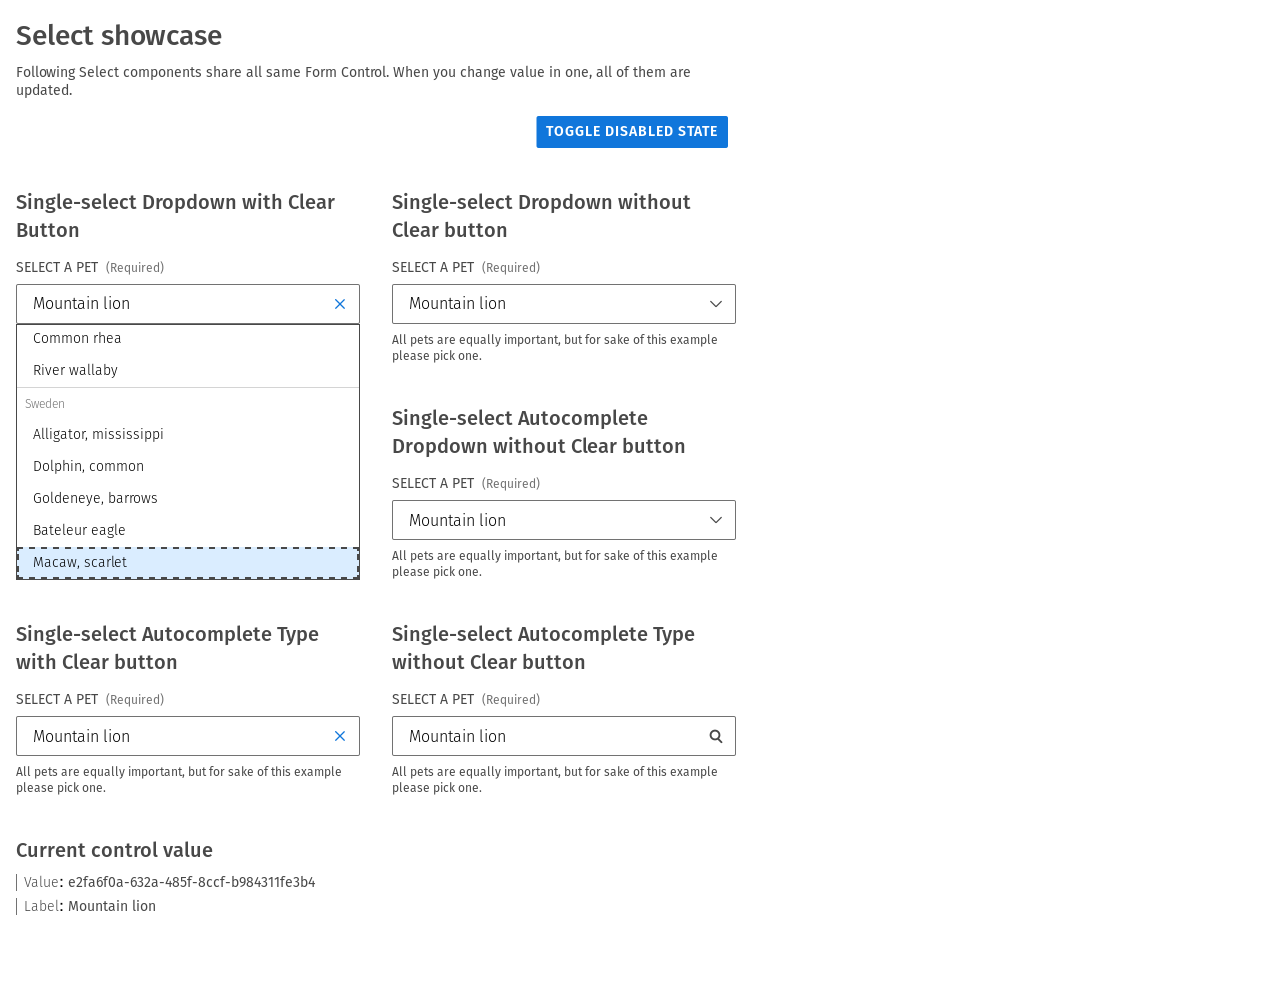 Select showcase
Following Select components share all same Form Control. When you change value in one, all of them are
updated.
TOGGLE DISABLED STATE
Single-select Dropdown with Clear
Button
SELECT A PET (Required)
Mountain lion
Common rhea
River wallaby
Sweden
Alligator, mississippi
Dolphin, common
Goldeneye, barrows
Bateleur eagle
Macaw, scarlet
Single-select Dropdown without
Clear button
SELECT A PET (Required)
Mountain lion
All pets are equally important, but for sake of this example
please pick one.
Single-select Autocomplete
Dropdown without Clear button
SELECT A PET (Required)
Mountain lion
All pets are equally important, but for sake of this example
please pick one.
Single-select Autocomplete Type
with Clear button
SELECT A PET (Required)
Mountain lion
All pets are equally important, but for sake of this example
please pick one.
Single-select Autocomplete Type
without Clear button
SELECT A PET (Required)
Mountain lion
All pets are equally important, but for sake of this example
please pick one.
Current control value
Value: e2fa6f0a-632a-485f-8ccf-b984311fe3b4
Label: Mountain lion